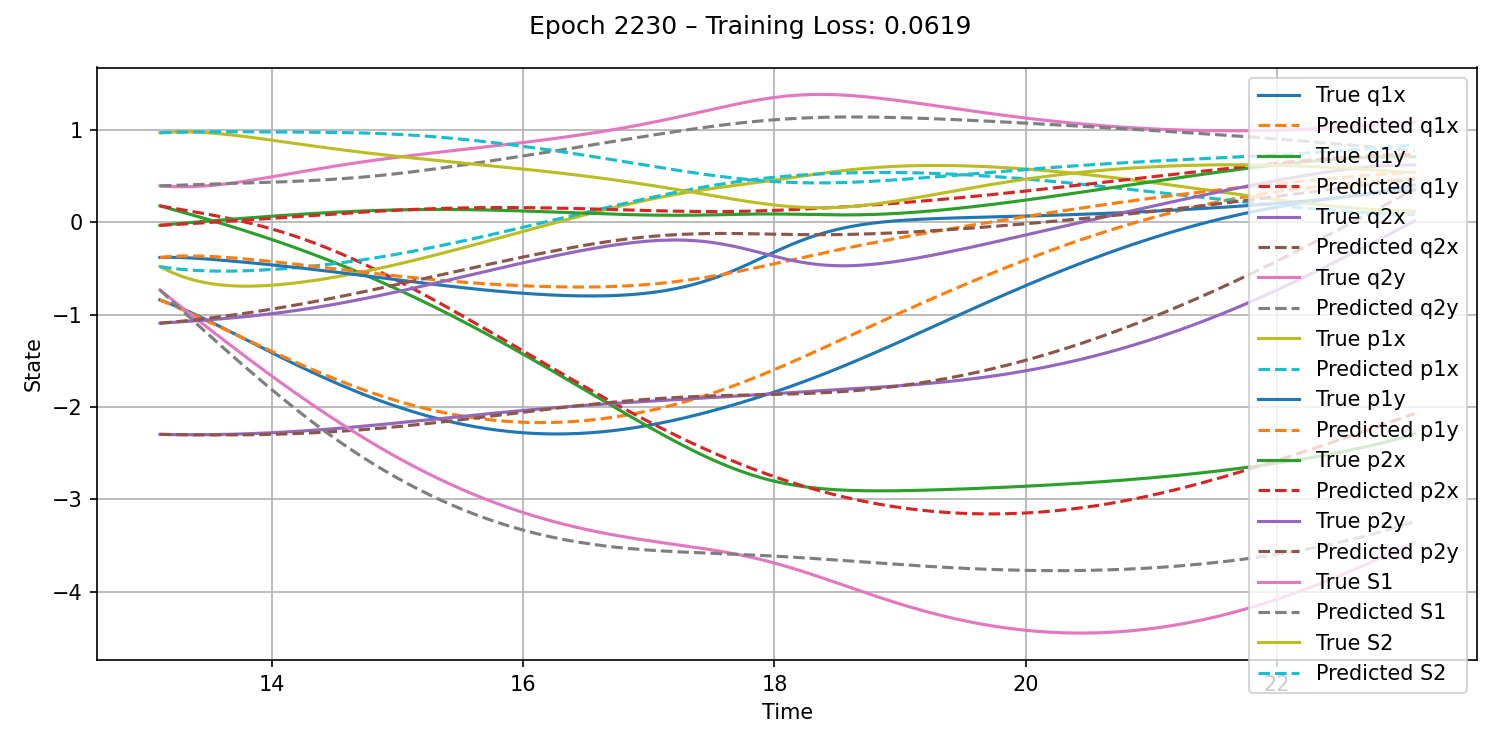 Epoch 2230 – Training Loss: 0.0619
State
1
0
−1
−2
−3
−4
14
16
18
20
22
Time
True q1x
Predicted q1x
True q1y
Predicted q1y
True q2x
Predicted q2x
True q2y
Predicted q2y
True p1x
Predicted p1x
True p1y
Predicted p1y
True p2x
Predicted p2x
True p2y
Predicted p2y
True S1
Predicted S1
True S2
Predicted S2